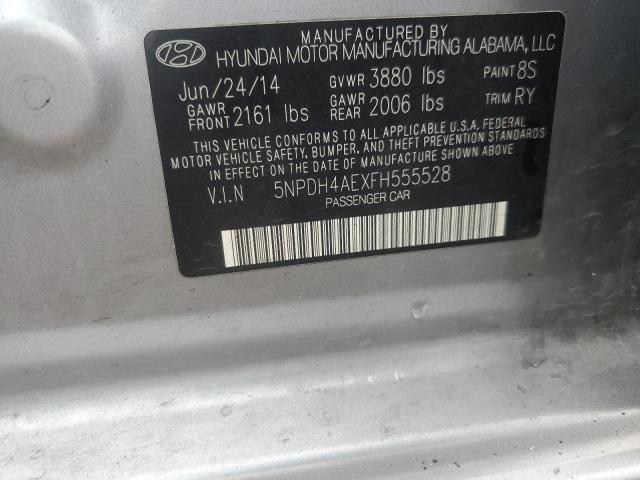 MANUFACTURED BY
HYUNDAI MOTOR MANUFACTURING ALABAMA, LLC
Jun/24/14 GVWR 3880 lbs PAINT 8S
GAWR FRONT 2161 lbs GAWR REAR 2006 lbs TRIM RY
THIS VEHICLE CONFORMS TO ALL APPLICABLE U.S.A. FEDERAL
MOTOR VEHICLE SAFETY, BUMPER, AND THEFT PREVENTION STANDARDS
IN EFFECT ON THE DATE OF MANUFACTURE SHOWN ABOVE
V.I.N 5NPDH4AEXFH555528
PASSENGER CAR